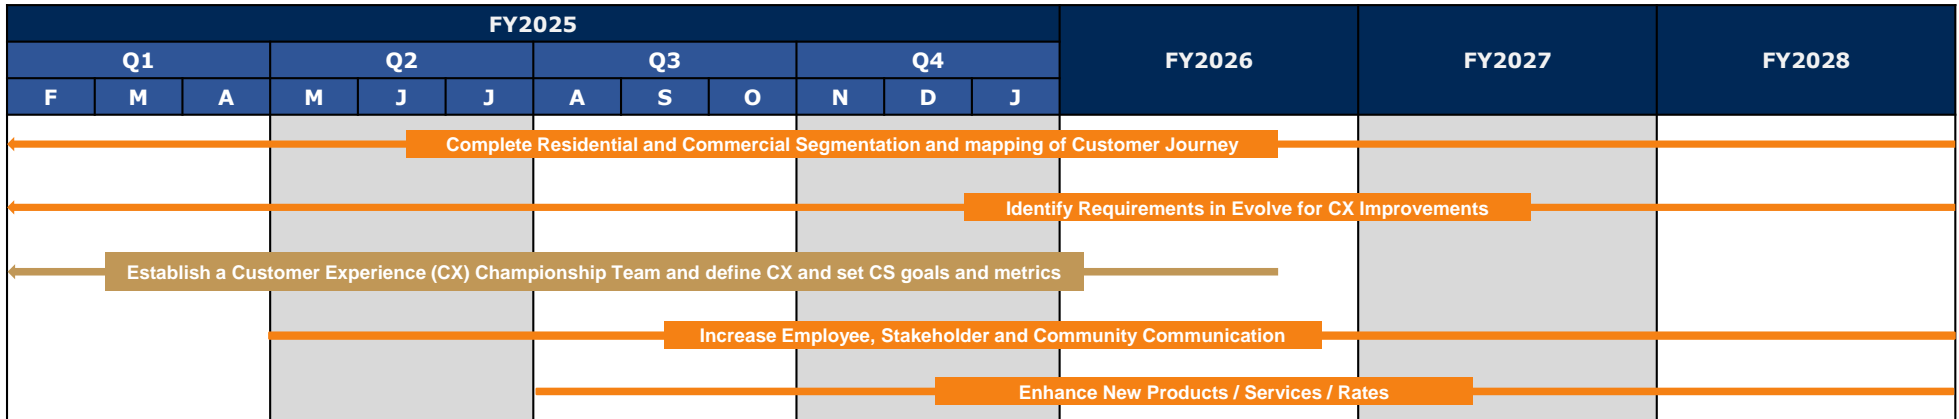 FY2025
FY2026
FY2027
FY2028
Q1 Q2 Q3 Q4
F M A M J J A S O N D J
Complete Residential and Commercial Segmentation and mapping of Customer Journey
Identify Requirements in Evolve for CX Improvements
Establish a Customer Experience (CX) Championship Team and define CX and set CS goals and metrics
Increase Employee, Stakeholder and Community Communication
Enhance New Products / Services / Rates